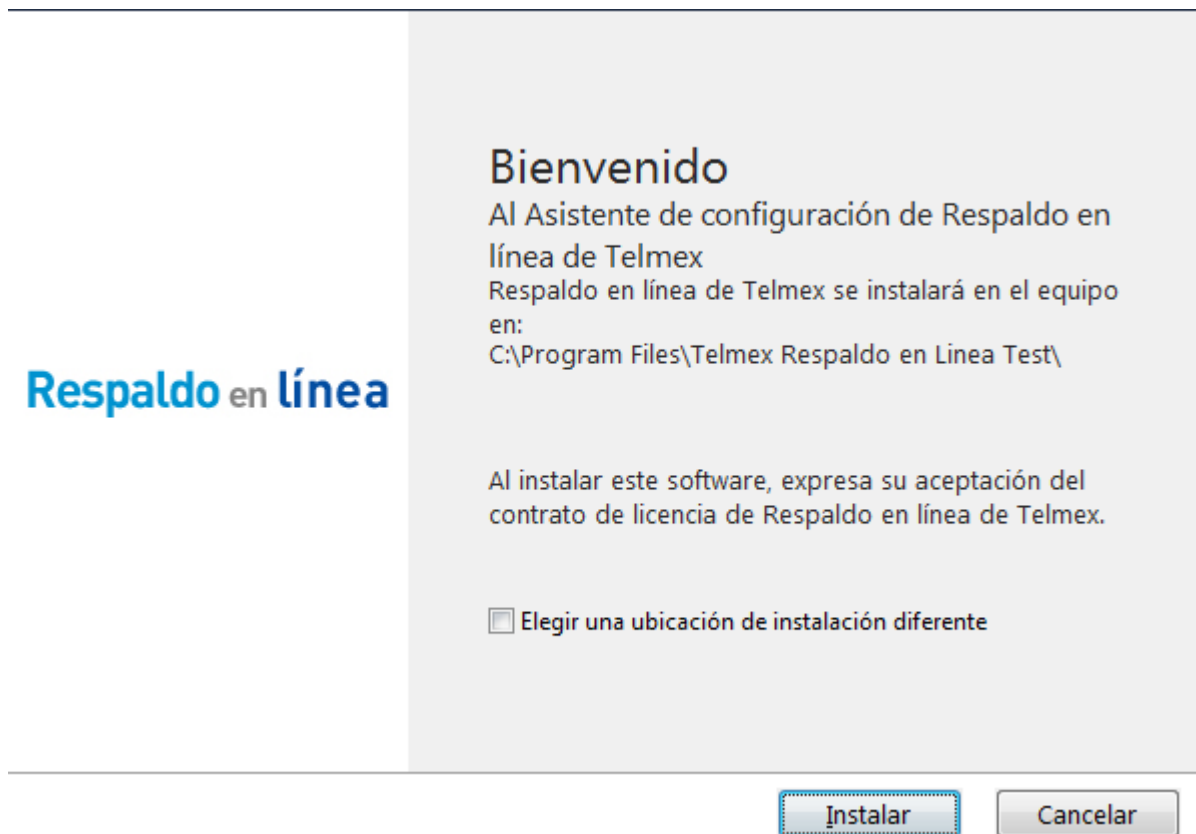 Bienvenido
Al Asistente de configuración de Respaldo en
línea de Telmex
Respaldo en línea de Telmex se instalará en el equipo
en:
C:\Program Files\Telmex Respaldo en Linea Test\
Respaldo en línea
Al instalar este software, expresa su aceptación del
contrato de licencia de Respaldo en línea de Telmex.
Elegir una ubicación de instalación diferente
Instalar
Cancelar